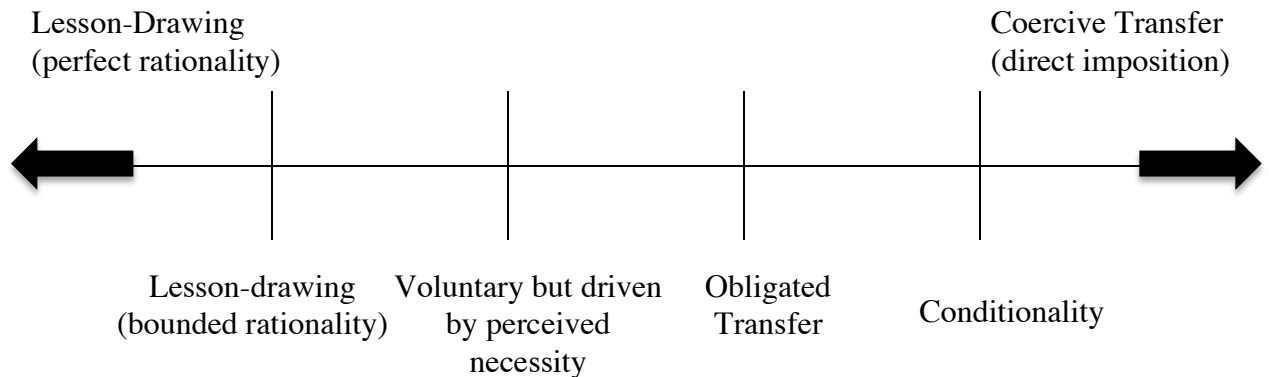 Lesson-Drawing
(perfect rationality)
Coercive Transfer
(direct imposition)
Lesson-drawing
(bounded rationality)
Voluntary but driven
by perceived
necessity
Obligated
Transfer
Conditionality